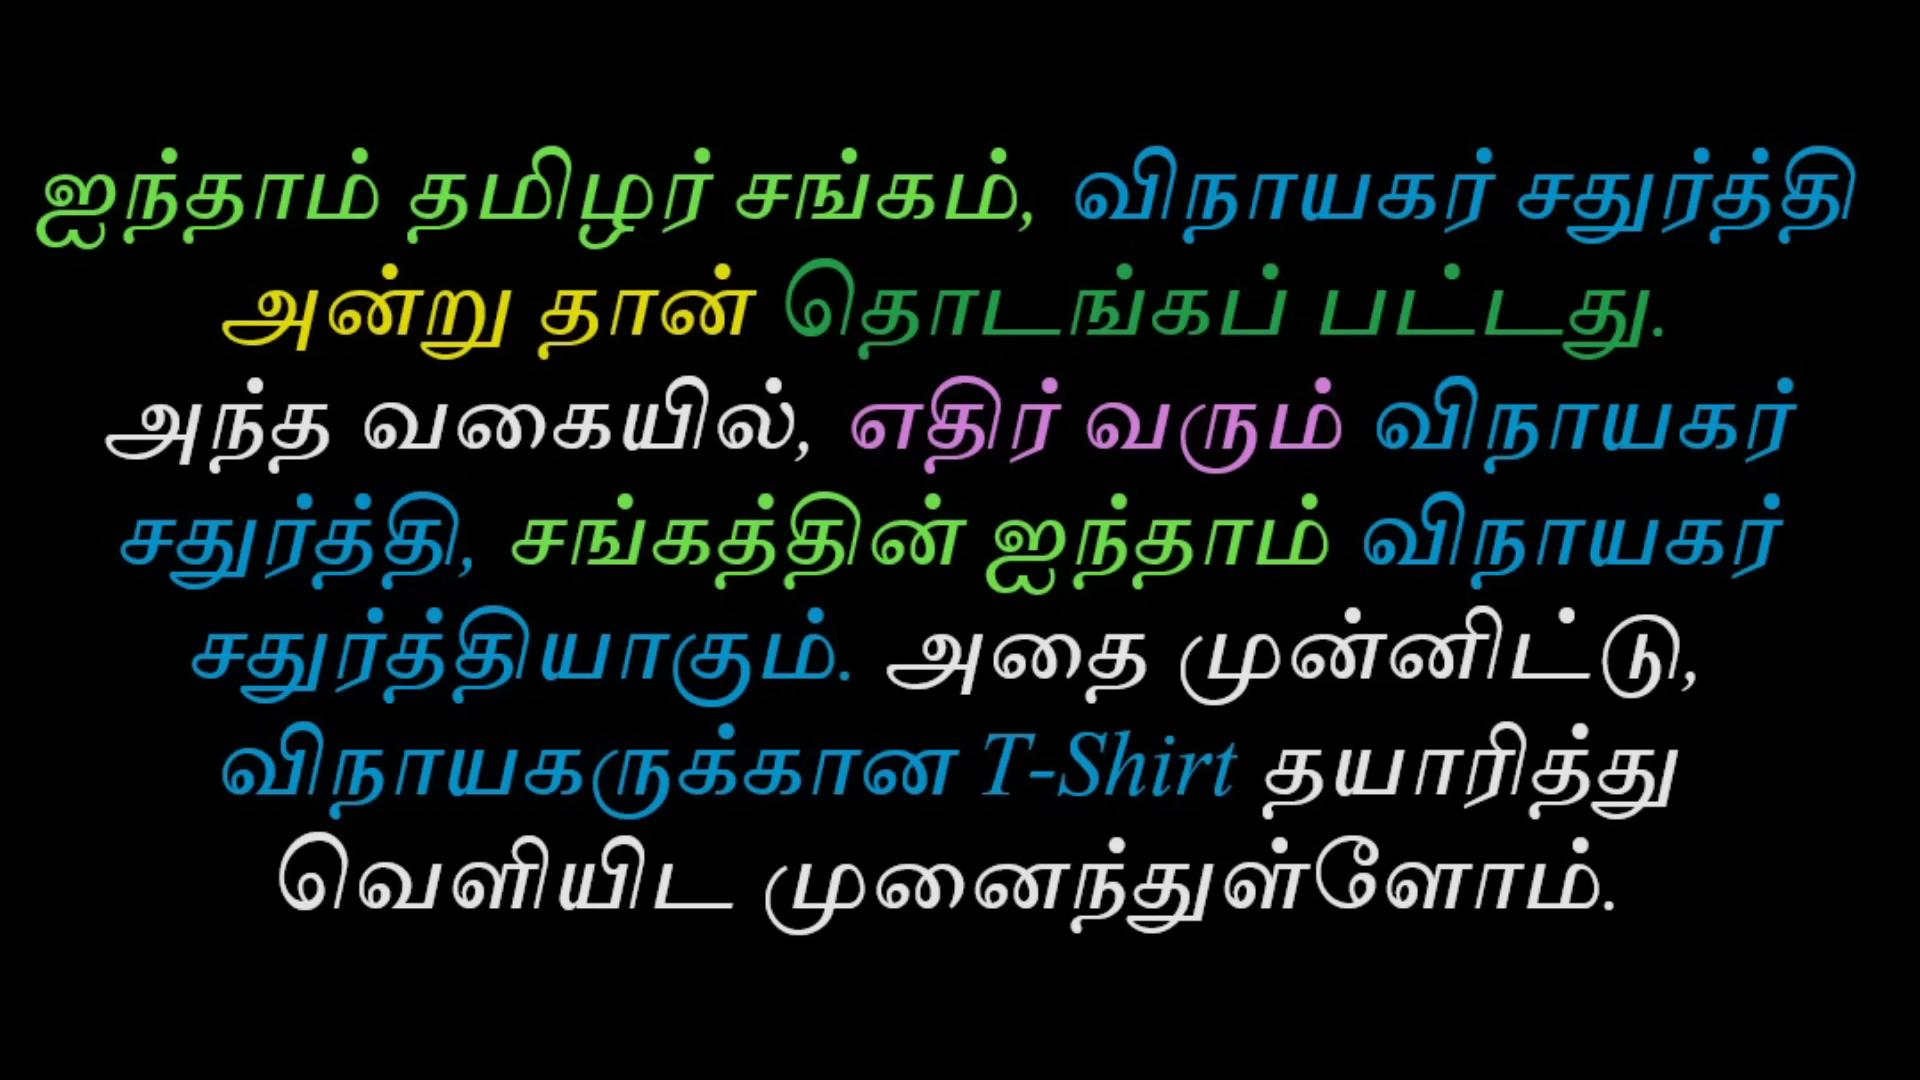 ஐந்தாம் தமிழர் சங்கம், விநாயகர் சதுர்த்தி
அன்று தான் தொடங்கப் பட்டது.
அந்த வகையில், எதிர் வரும் விநாயகர்
சதுர்த்தி, சங்கத்தின் ஐந்தாம் விநாயகர்
சதுர்த்தியாகும். அதை முன்னிட்டு,
விநாயகருக்கான T-Shirt தயாரித்து
வெளியிட முனைந்துள்ளோம்.